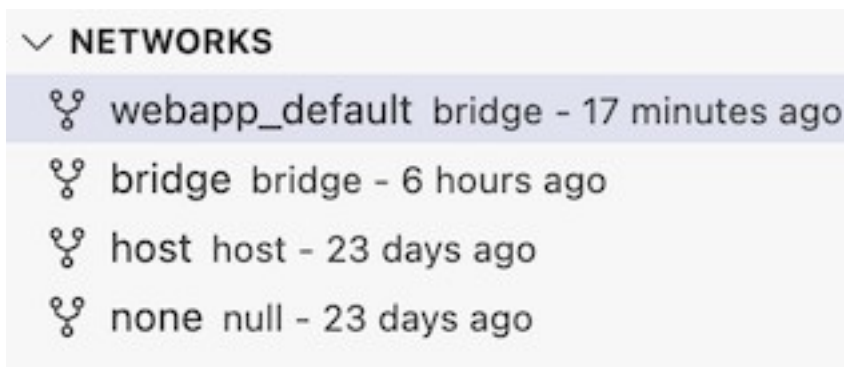 NETWORKS
webapp_default bridge - 17 minutes ago
bridge bridge - 6 hours ago
host host - 23 days ago
none null - 23 days ago